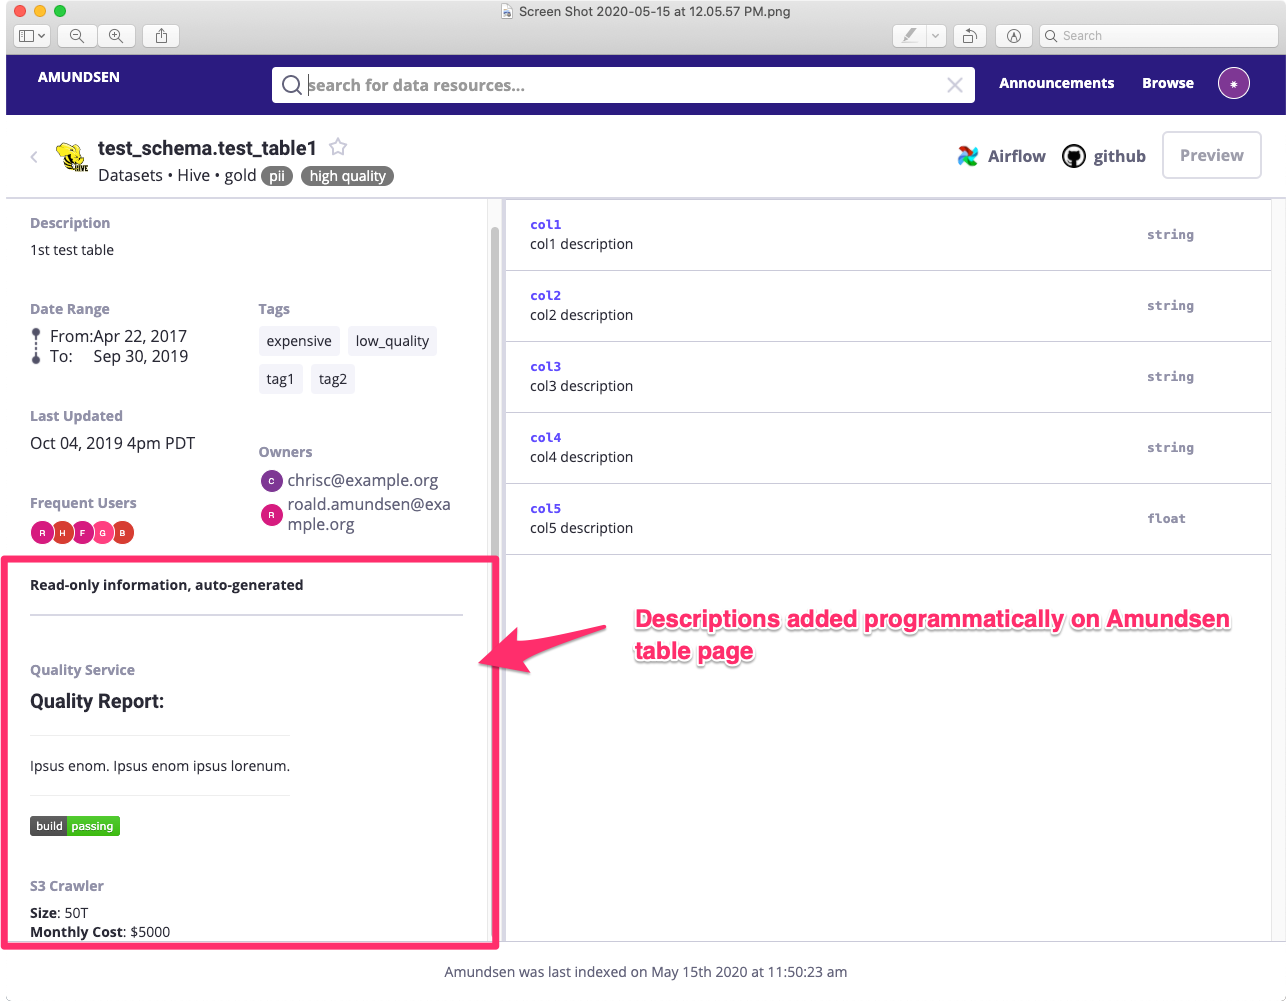 Screen Shot 2020-05-15 at 12.05.57 PM.png
Search
AMUNDSEN
search for data resources...
Announcements
Browse
test_schema.test_table1
Datasets • Hive • gold pii high quality
HIVE
Airflow
github
Preview
Description
1st test table
Date Range
From:Apr 22, 2017
To: Sep 30, 2019
Last Updated
Oct 04, 2019 4pm PDT
Frequent Users
R H F G B
Tags
expensive low_quality
tag1 tag2
Owners
C chrisc@example.org
R roald.amundsen@exa
mple.org
Read-only information, auto-generated
Quality Service
Quality Report:
Ipsus enom. Ipsus enom ipsus lorenum.
build passing
S3 Crawler
Size: 50T
Monthly Cost: $5000
col1
col1 description
string
col2
col2 description
string
col3
col3 description
string
col4
col4 description
string
col5
col5 description
float
Descriptions added programmatically on Amundsen
table page
Amundsen was last indexed on May 15th 2020 at 11:50:23 am